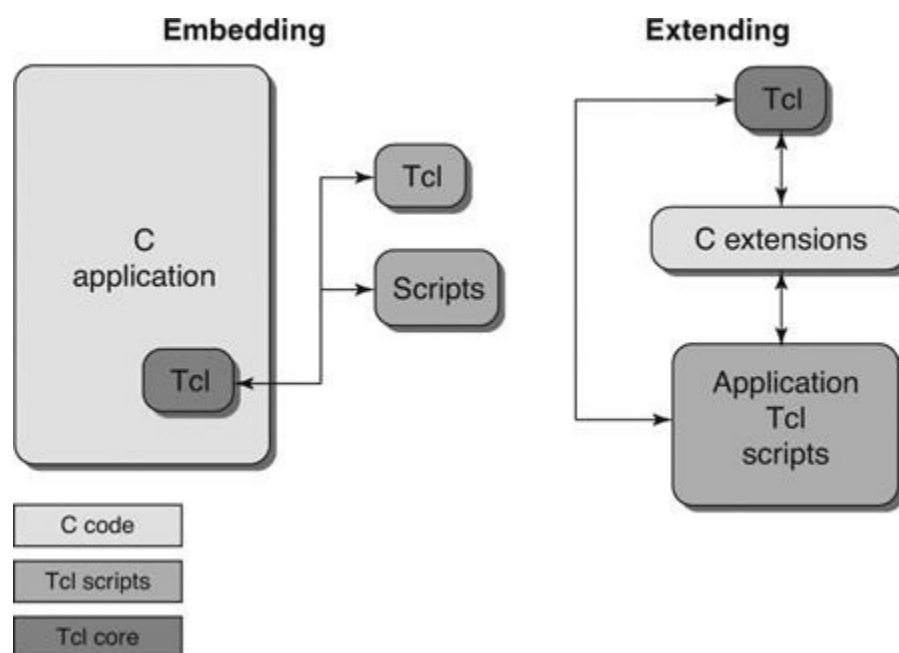 Embedding
Extending
C
application
Tcl
Tcl
Scripts
Tcl
C extensions
Application
Tcl
scripts
C code
Tcl scripts
Tcl core